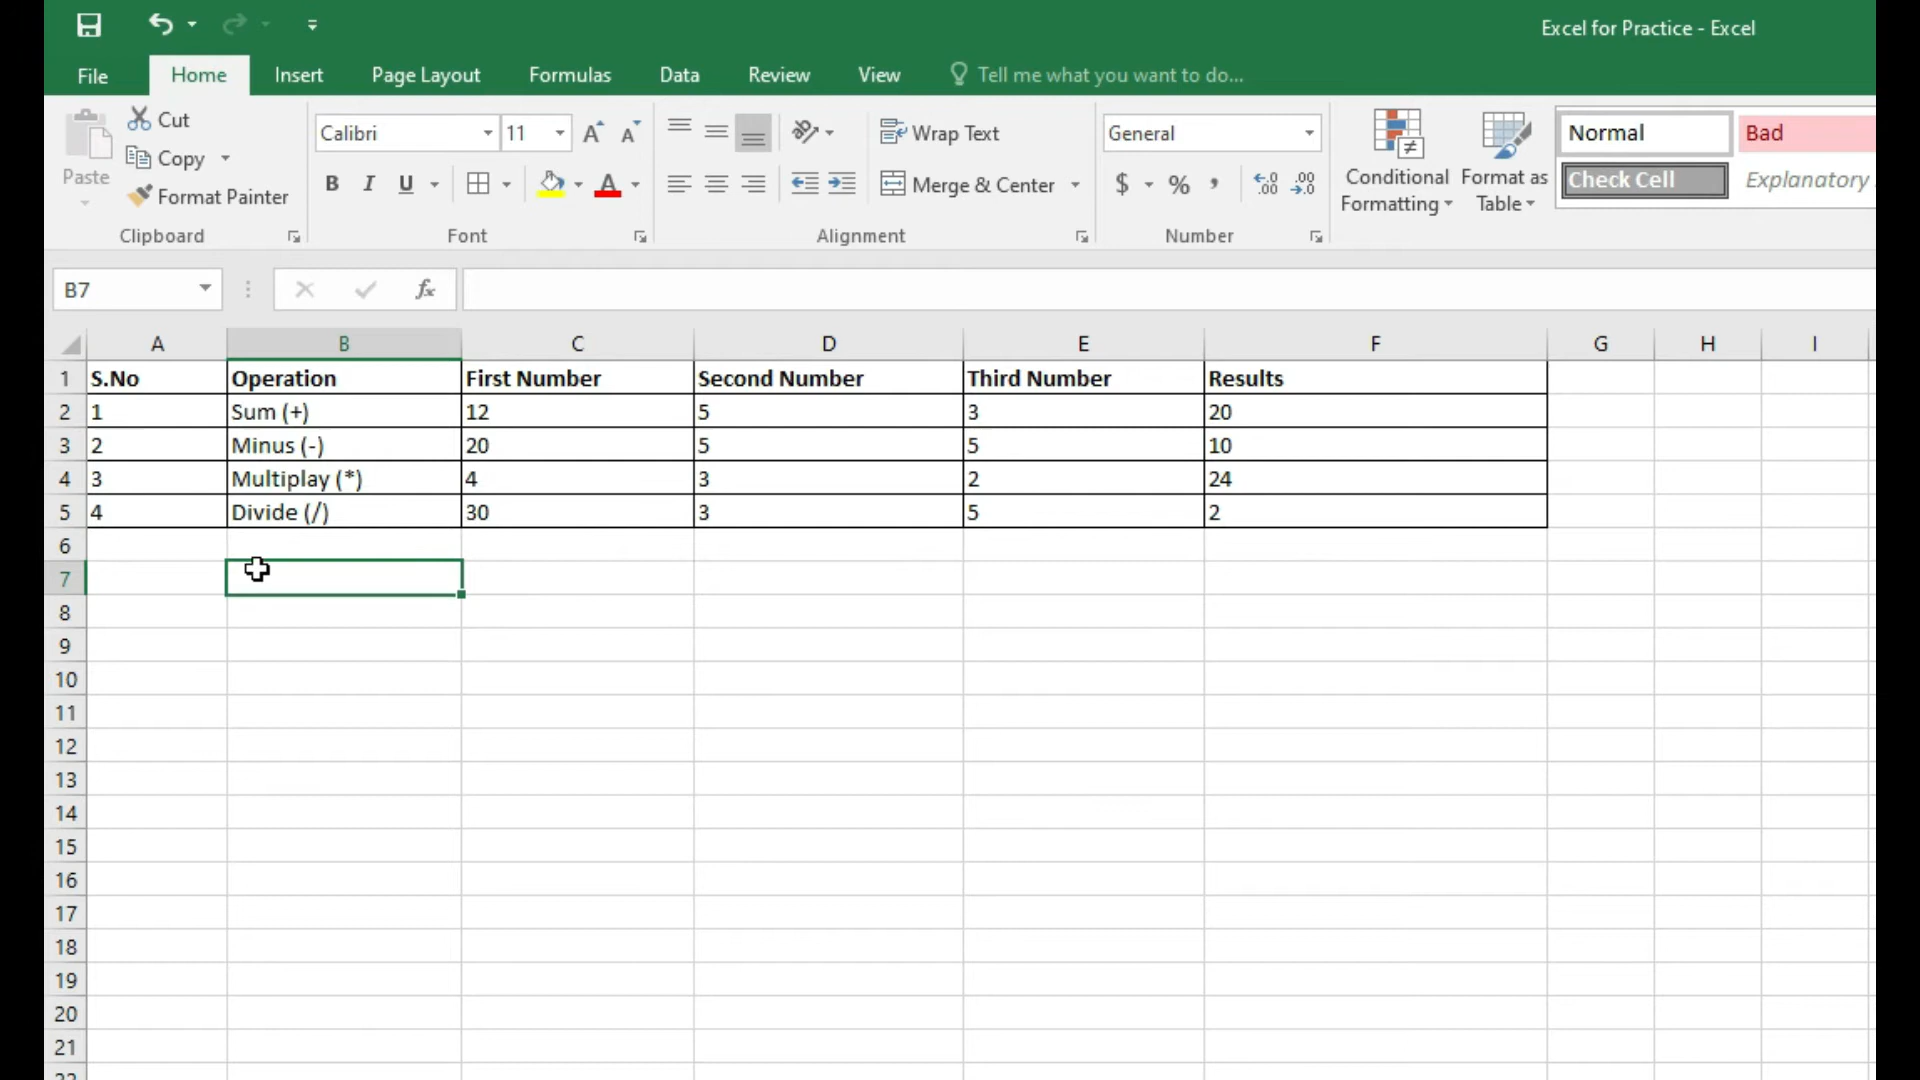 Excel for Practice - Excel
File Home Insert Page Layout Formulas Data Review View Tell me what you want to do...
Paste
Cut
Copy
Format Painter
Clipboard
Calibri 11
B I U
Font
Wrap Text
Merge & Center
Alignment
General
$ % ,
Number
Conditional Formatting
Format as Table
Normal Bad
Check Cell Explanatory
B7 fx
A B C D E F G H I
1 S.No Operation First Number Second Number Third Number Results
2 1 Sum (+) 12 5 3 20
3 2 Minus (-) 20 5 5 10
4 3 Multiplay (*) 4 3 2 24
5 4 Divide (/) 30 3 5 2
6
7
8
9
10
11
12
13
14
15
16
17
18
19
20
21